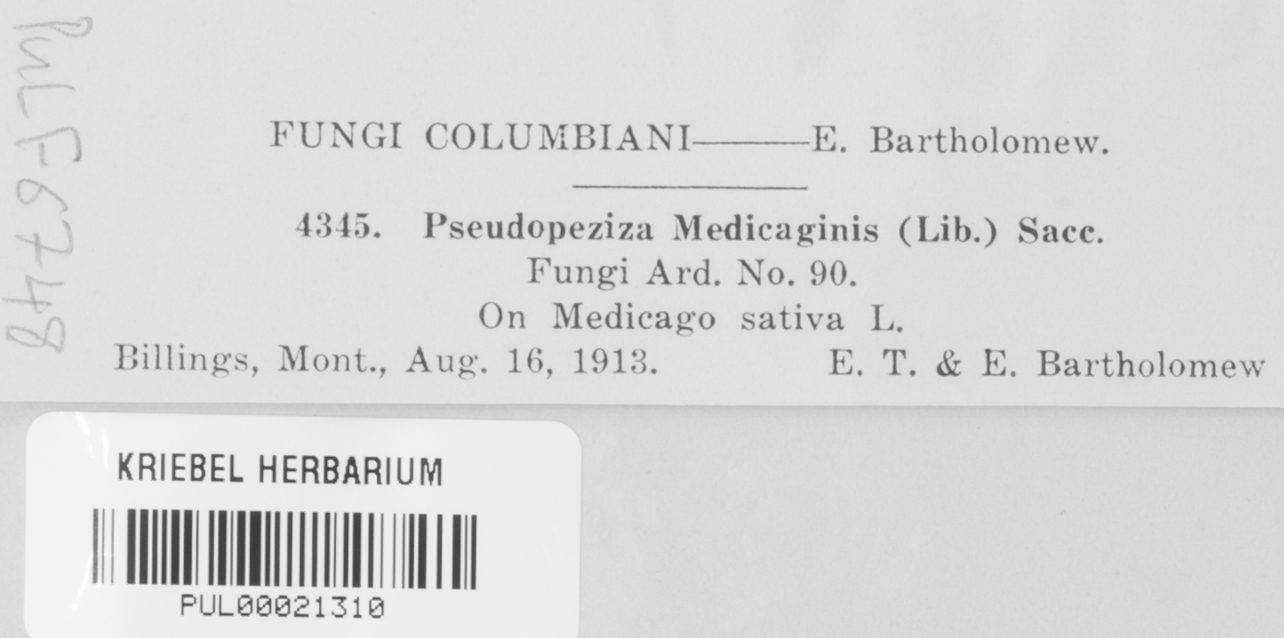 PUL F6748
FUNGI COLUMBIANI——E. Bartholomew.
4345. Pseudopeziza Medicaginis (Lib.) Sacc.
Fungi Ard. No. 90.
On Medicago sativa L.
Billings, Mont., Aug. 16, 1913. E. T. & E. Bartholomew
KRIEBEL HERBARIUM
PUL00021310